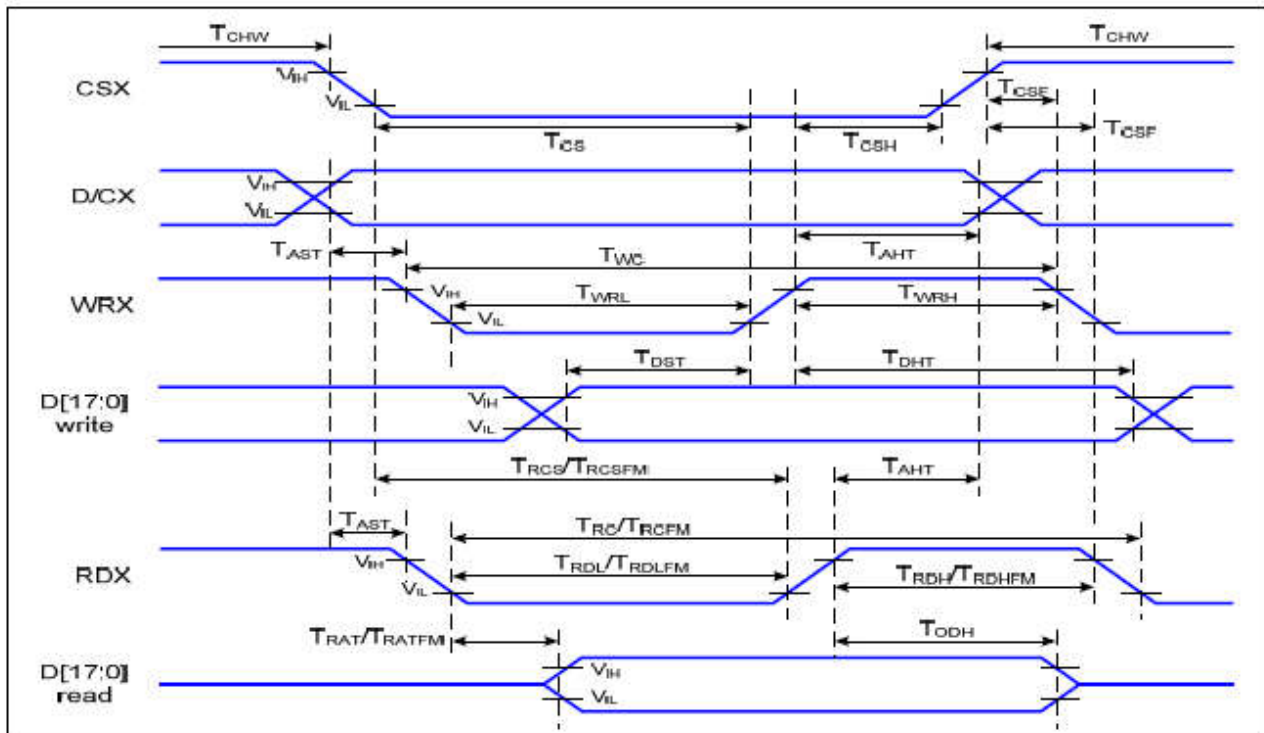 TCHW TCHW
CSX VIH
VIL
TCSF
TCS TCSH TCSF
D/CX VIH
VIL
TAST TWC TAHT
WRX VIH TWRL TWRH
VIL
TDST TDHT
D[17:0] VIH
write VIL
TRCS/TRCSFM TAHT
TAST TRC/TRCFM
RDX VIH TRDL/TRDLFM TRDH/TRDHFM
VIL
TRAT/TRATFM TODH
D[17:0] VIH
read VIL